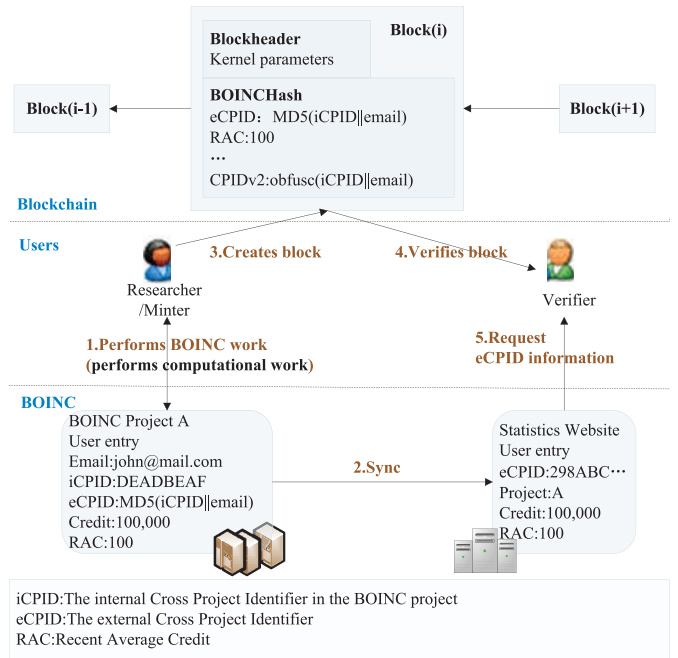 Block(i)
Blockheader
Kernel parameters
BOINCHash
eCPID：MD5(iCPID||email)
RAC:100
…
CPIDv2:obfusc(iCPID||email)
Block(i-1)
Block(i+1)
Blockchain
Users
3.Creates block
4.Verifies block
Researcher
/Minter
Verifier
1.Performs BOINC work
(performs computational work)
5.Request
eCPID information
BOINC
BOINC Project A
User entry
Email:john@mail.com
iCPID:DEADBEAF
eCPID:MD5(iCPID||email)
Credit:100,000
RAC:100
2.Sync
Statistics Website
User entry
eCPID:298ABC…
Project:A
Credit:100,000
RAC:100
iCPID:The internal Cross Project Identifier in the BOINC project
eCPID:The external Cross Project Identifier
RAC:Recent Average Credit